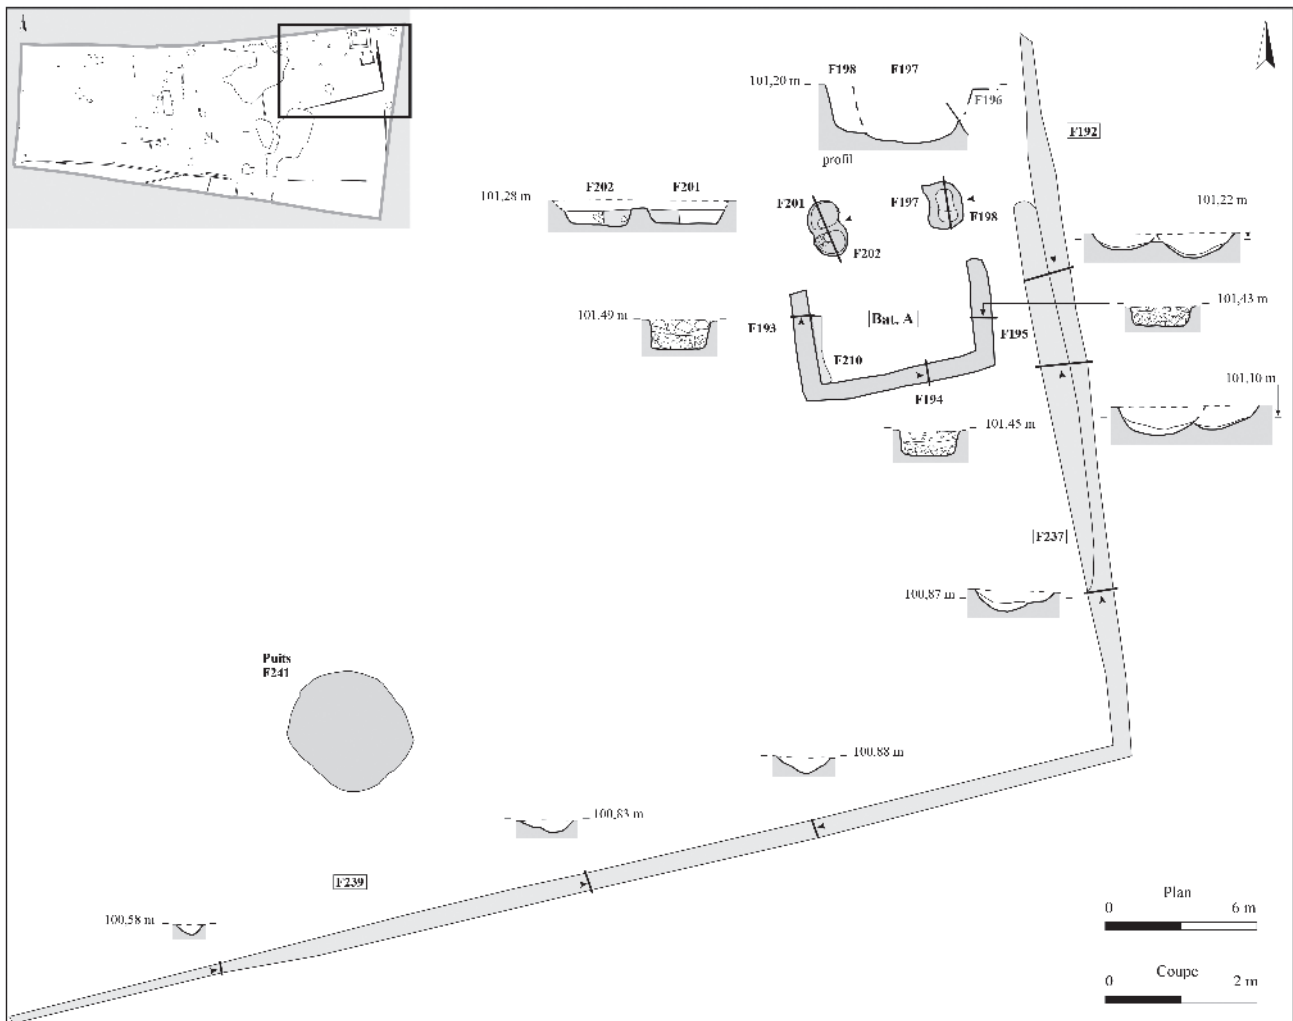 F198 F197
101,20 m
F196
profil
F192
F202 F201
101,28 m
F201
F202
F197
F198
101,22 m
101,49 m
F193
Bat. A
F195
101,43 m
F210
F194
101,45 m
101,10 m
F237
100,87 m
Puits
F241
100,88 m
100,83 m
F239
100,58 m
Plan
0 6 m
Coupe
0 2 m